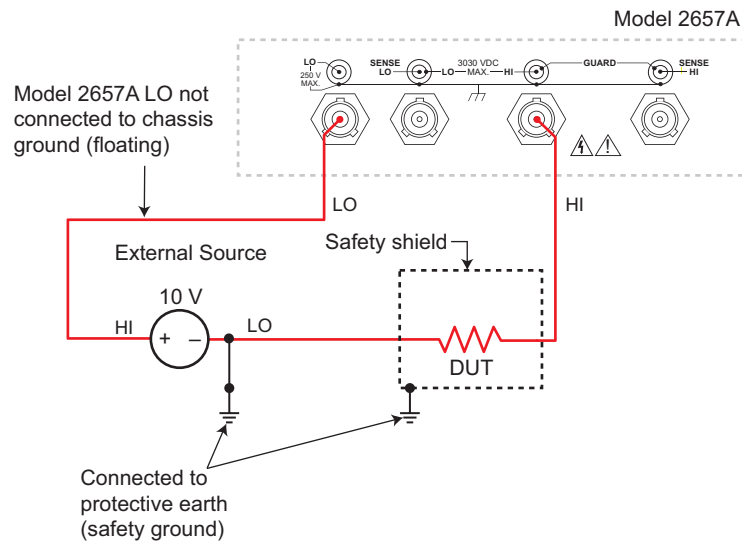 Model 2657A
LO
250 V
MAX.
SENSE
LO
LO
3030 VDC
MAX.
HI
GUARD
SENSE
HI
Model 2657A LO not
connected to chassis
ground (floating)
LO
HI
External Source
Safety shield
10 V
HI
+
–
LO
DUT
Connected to
protective earth
(safety ground)